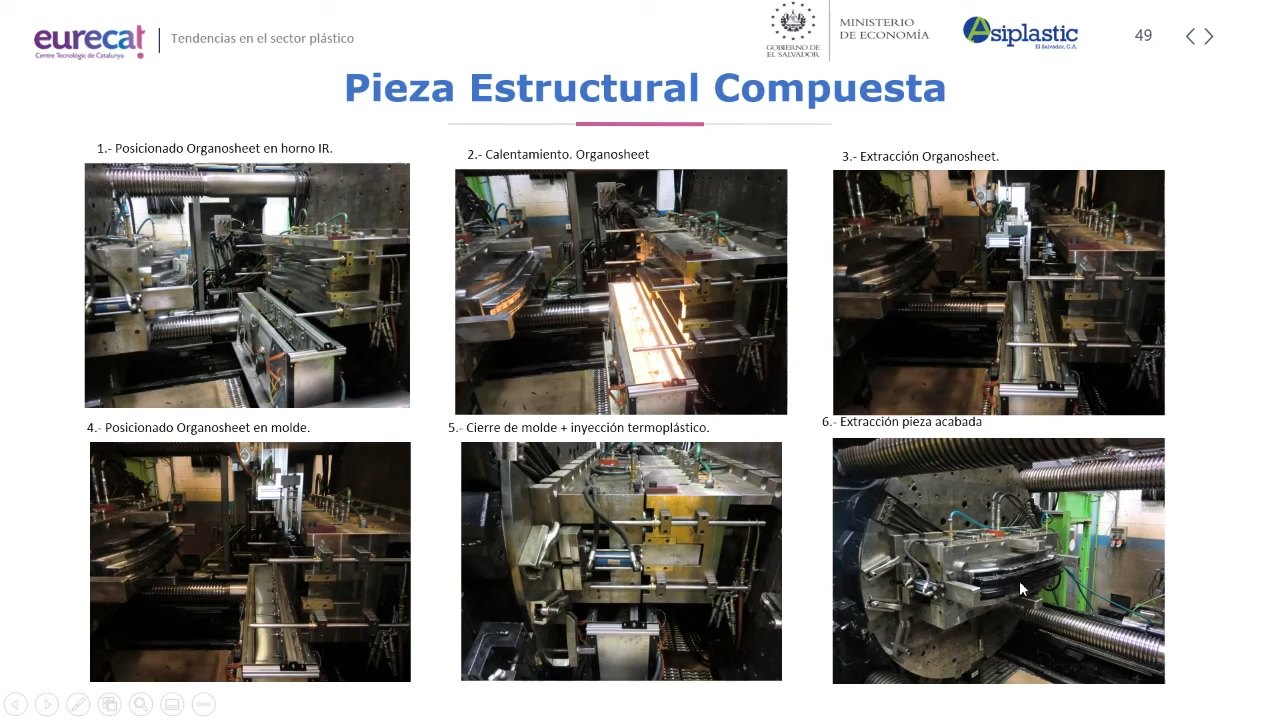 eurecat
Centre Tecnològic de Catalunya
Tendencias en el sector plástico
GOBIERNO DE
EL SALVADOR
MINISTERIO
DE ECONOMÍA
Asiplastic
El Salvador, C.A.
49
Pieza Estructural Compuesta
1.- Posicionado Organosheet en horno IR.
2.- Calentamiento. Organosheet
3.- Extracción Organosheet.
4.- Posicionado Organosheet en molde.
5.- Cierre de molde + inyección termoplástico.
6.- Extracción pieza acabada